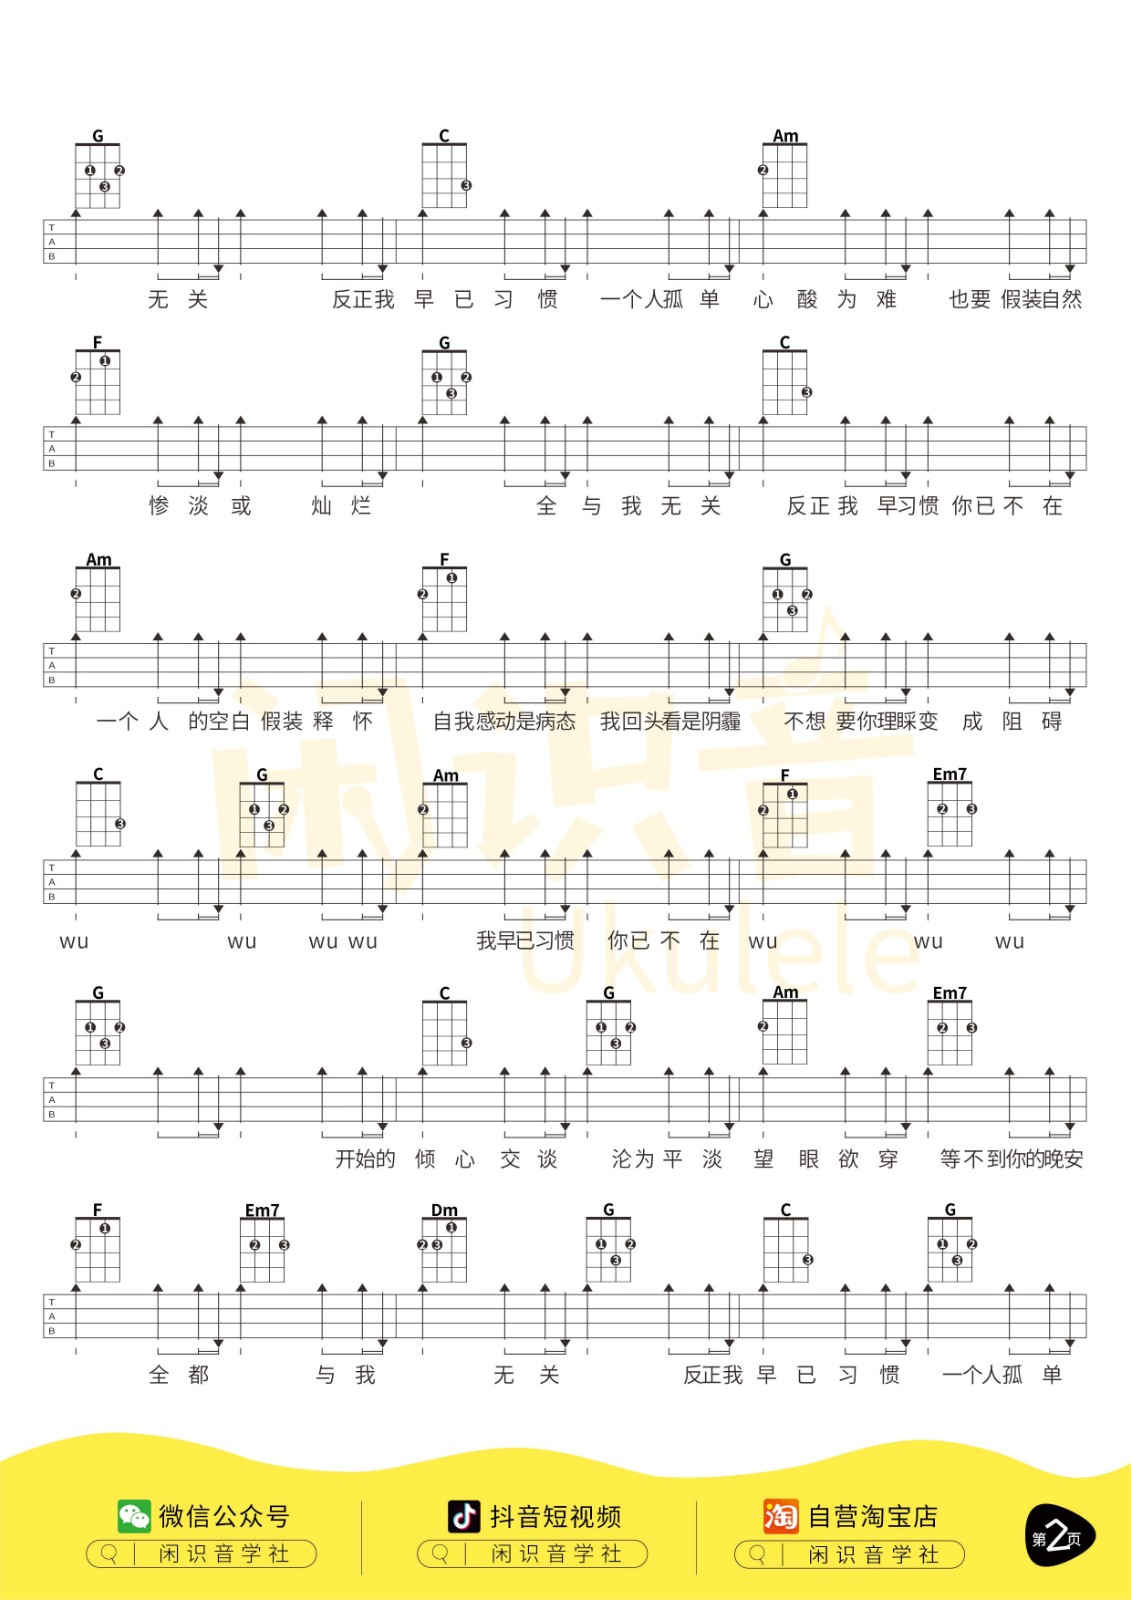 G C Am
T
A
B
无 关 反正我 早 已 习 惯 一个人孤 单 心 酸 为 难 也要 假装自然
F G C
T
A
B
惨 淡 或 灿 烂 全 与 我 无 关 反正 我 早习惯 你已 不 在
Am F G
T
A
B
一个 人 的空白 假装 释 怀 自我感动是病态 我回头看是阴霾 不想 要你理睬变 成 阻 碍
C G Am F Em7
T
A
B
wu wu wu wu 我早已习惯 你已 不 在 wu wu wu
G C G Am Em7
T
A
B
开始的 倾 心 交 谈 沦为 平 淡 望 眼 欲 穿 等不到你的晚安
F Em7 Dm G C G
T
A
B
全 都 与 我 无 关 反正我 早 已 习 惯 一个人孤 单
闲识音
Ukulele
微信公众号 抖音短视频 淘 自营淘宝店
闲识音学社 闲识音学社 闲识音学社
第2页